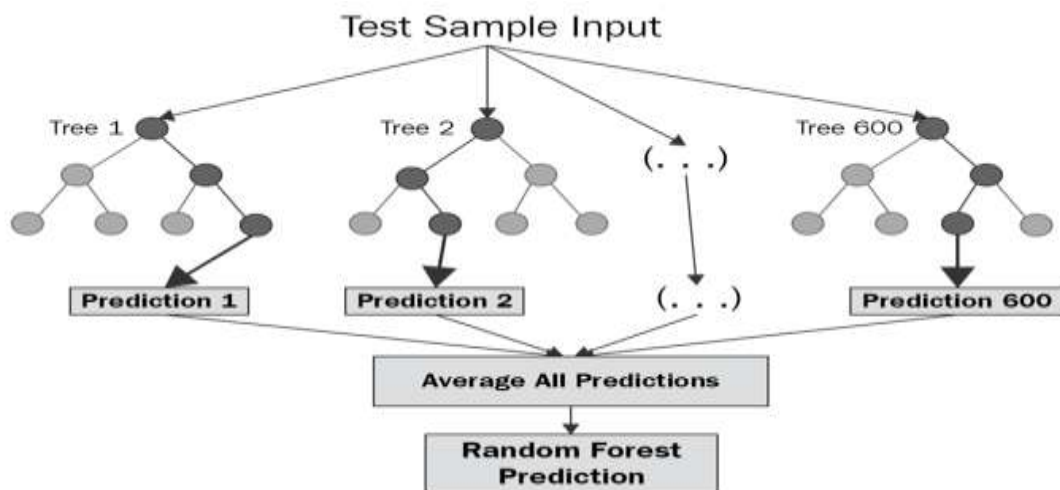 Test Sample Input
Tree 1
Tree 2
(. . .)
Tree 600
Prediction 1
Prediction 2
(. . .)
Prediction 600
Average All Predictions
Random Forest
Prediction